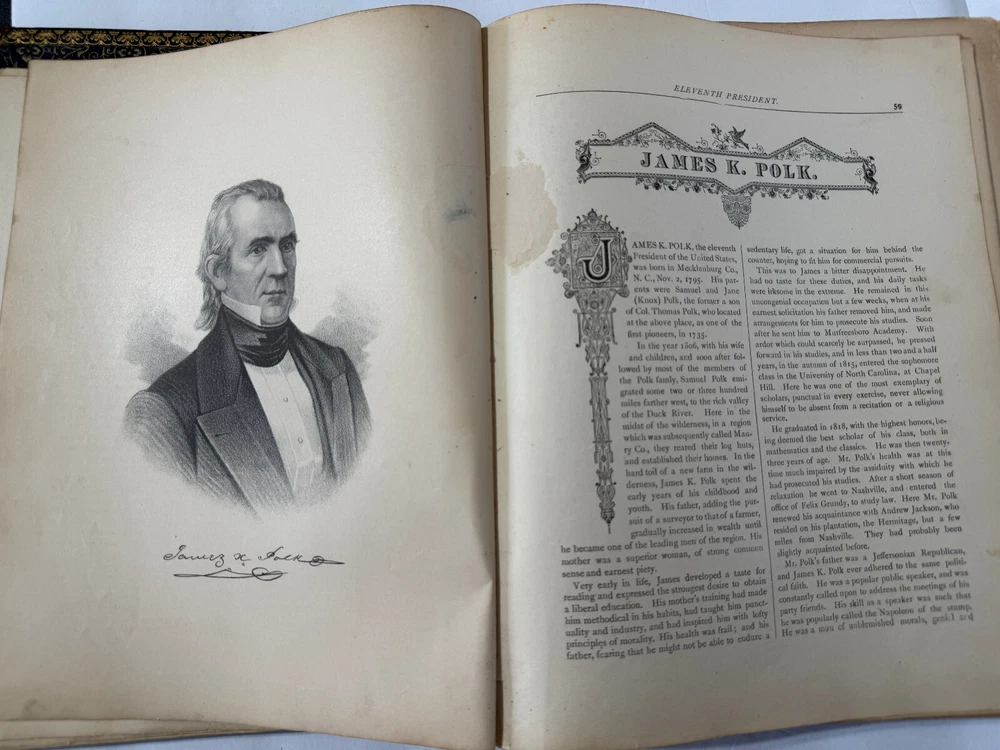 James K. Polk
ELEVENTH PRESIDENT.
59
JAMES K. POLK.
JAMES K. POLK, the eleventh
President of the United States,
was born in Mecklenburg Co.,
N. C., Nov. 2, 1795. His par-
ents were Samuel and Jane
(Knox) Polk, the former a son
of Col. Thomas Polk, who located
at the above place, as one of the
first pioneers, in 1735.
In the year 1806, with his wife
and children, and soon after fol-
lowed by most of the members of
the Polk famly, Samuel Polk emi-
grated some two or three hundred
miles farther west, to the rich valley
of the Duck River. Here in the
midst of the wilderness, in a region
which was subsequently called Mau-
ry Co., they reared their log huts,
and established their homes. In the
hard toil of a new farm in the wil-
derness, James K. Polk spent the
early years of his childhood and
youth. His father, adding the pur-
suit of a surveyor to that of a farmer,
gradually increased in wealth until
he became one of the leading men of the region. His
mother was a superior woman, of strong common
sense and earnest piety.
Very early in life, James developed a taste for
reading and expressed the strongest desire to obtain
a liberal education. His mother's training had made
him methodical in his habits, had taught him punct-
uality and industry, and had inspired him with lofty
principles of morality. His health was frail; and his
father, fearing that he might not be able to endure a
sedentary life, got a situation for him behind the
counter, hoping to fit him for commercial pursuits.
This was to James a bitter disappointment. He
had no taste for these duties, and his daily tasks
were irksome in the extreme. He remained in this
uncongenial occupation but a few weeks, when at his
earnest solicitation his father removed him, and made
arrangements for him to prosecute his studies. Soon
after he sent him to Murfreesboro Academy. With
ardor which could scarcely be surpassed, he pressed
forward in his studies, and in less than two and a half
years, in the autumn of 1815, entered the sophomore
class in the University of North Carolina, at Chapel
Hill. Here he was one of the most exemplary of
scholars, punctual in every exercise, never allowing
himself to be absent from a recitation or a religious
service.
He graduated in 1818, with the highest honors, be-
ing deemed the best scholar of his class, both in
mathematics and the classics. He was then twenty-
three years of age. Mr. Polk's health was at this
time much impaired by the assiduity with which he
had prosecuted his studies. After a short season of
relaxation he went to Nashville, and entered the
office of Felix Grundy, to study law. Here Mr. Polk
renewed his acquaintance with Andrew Jackson, who
resided on his plantation, the Hermitage, but a few
miles from Nashville. They had probably been
slightly acquainted before.
Mr. Polk's father was a Jeffersonian Republican,
and James K. Polk ever adhered to the same politi-
cal faith. He was a popular public speaker, and was
constantly called upon to address the meetings of his
party friends. His skill as a speaker was such that
he was popularly called the Napoleon of the stump.
He was a man of unblemished morals, genial and